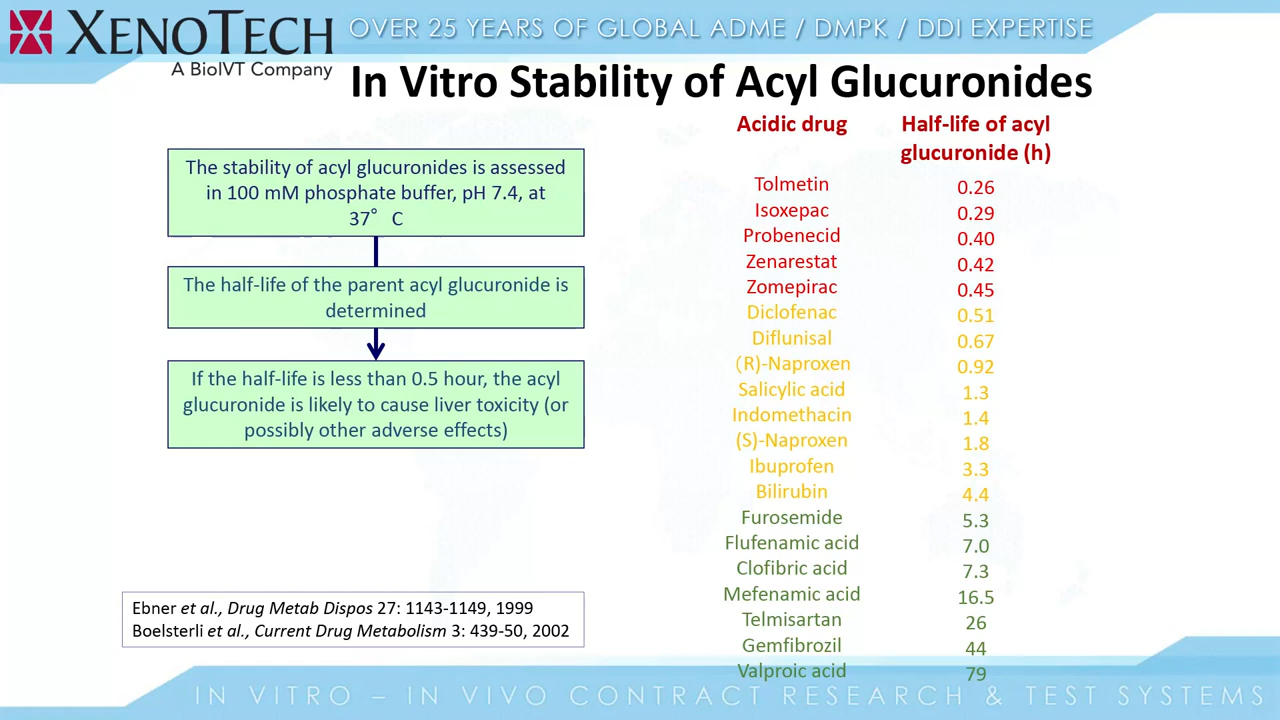 XENOTECH
A BioIVT Company
OVER 25 YEARS OF GLOBAL ADME / DMPK / DDI EXPERTISE
In Vitro Stability of Acyl Glucuronides
The stability of acyl glucuronides is assessed
in 100 mM phosphate buffer, pH 7.4, at
37° C
The half-life of the parent acyl glucuronide is
determined
If the half-life is less than 0.5 hour, the acyl
glucuronide is likely to cause liver toxicity (or
possibly other adverse effects)
Ebner et al., Drug Metab Dispos 27: 1143-1149, 1999
Boelsterli et al., Current Drug Metabolism 3: 439-50, 2002
Acidic drug Half-life of acyl
glucuronide (h)
Tolmetin 0.26
Isoxepac 0.29
Probenecid 0.40
Zenarestat 0.42
Zomepirac 0.45
Diclofenac 0.51
Diflunisal 0.67
(R)-Naproxen 0.92
Salicylic acid 1.3
Indomethacin 1.4
(S)-Naproxen 1.8
Ibuprofen 3.3
Bilirubin 4.4
Furosemide 5.3
Flufenamic acid 7.0
Clofibric acid 7.3
Mefenamic acid 16.5
Telmisartan 26
Gemfibrozil 44
Valproic acid 79
IN VITRO – IN VIVO CONTRACT RESEARCH & TEST SYSTEMS